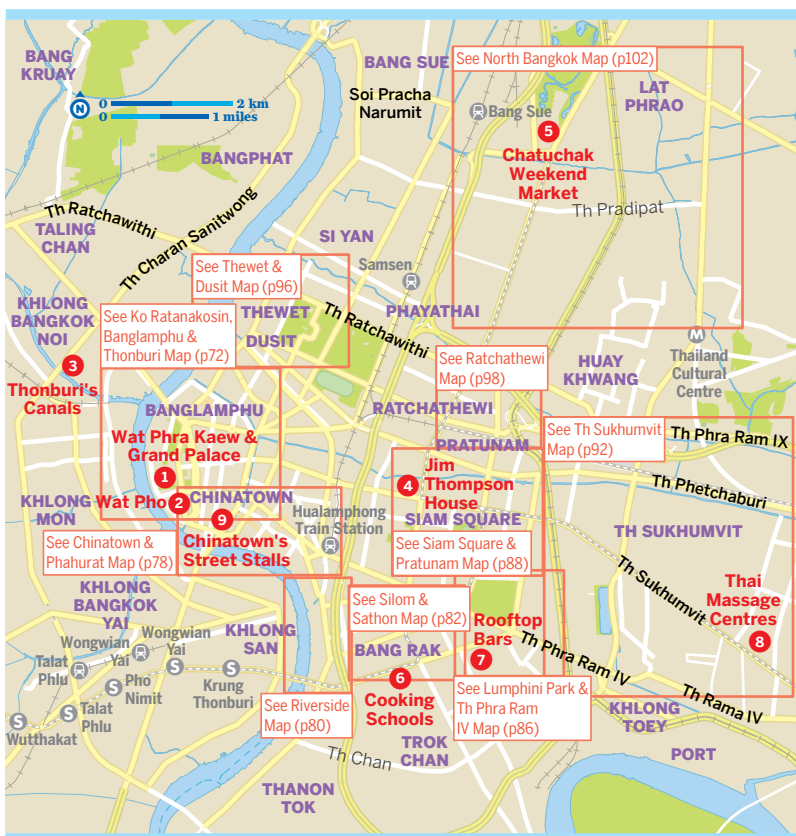 BANG
KRUAY
N
0 2 km
0 1 miles
BANG SUE
Soi Pracha
Narumit
See North Bangkok Map (p102)
LAT
PHRAO
Bang Sue
5
Chatuchak
Weekend
Market
Th Pradipat
BANGPHAT
Th Ratchawithi
TALING
CHAN
Th Charan Sanitwong
SI YAN
Samsen
See Thewet &
Dusit Map (p96)
THEWET
DUSIT
Th Ratchawithi
PHAYATHAI
KHLONG
BANGKOK
NOI
See Ko Ratanakosin,
Banglamphu &
Thonburi Map (p72)
3
Thonburi's
Canals
See Ratchathewi
Map (p98)
HUAY
KHWANG
M
Thailand
Cultural
Centre
BANGLAMPHU
RATCHATHEWI
Wat Phra Kaew &
Grand Palace
1
PRATUNAM
See Th Sukhumvit
Map (p92)
Th Phra Ram IX
Th Phetchaburi
4
Jim
Thompson
House
KHLONG
MON
Wat Pho
2
CHINATOWN
9
Chinatown's
Street Stalls
Hualamphong
Train Station
SIAM SQUARE
TH SUKHUMVIT
See Chinatown &
Phahurat Map (p78)
See Siam Square &
Pratunam Map (p88)
Th Sukhumvit
Thai
Massage
Centres
8
KHLONG
BANGKOK
YAI
See Silom &
Sathon Map (p82)
Rooftop
Bars
7
KHLONG
SAN
BANG RAK
Th Phra Ram IV
Wongwian
Yai
Wongwian
Yai
S
Talat
Phlu
S
Pho
Nimit
S
Krung
Thonburi
S
Talat
Phlu
S
Wutthakat
6
Cooking
Schools
See Riverside
Map (p80)
See Lumphini Park &
Th Phra Ram
IV Map (p86)
Th Rama IV
KHLONG
TOEY
TROK
CHAN
Th Chan
PORT
THANON
TOK